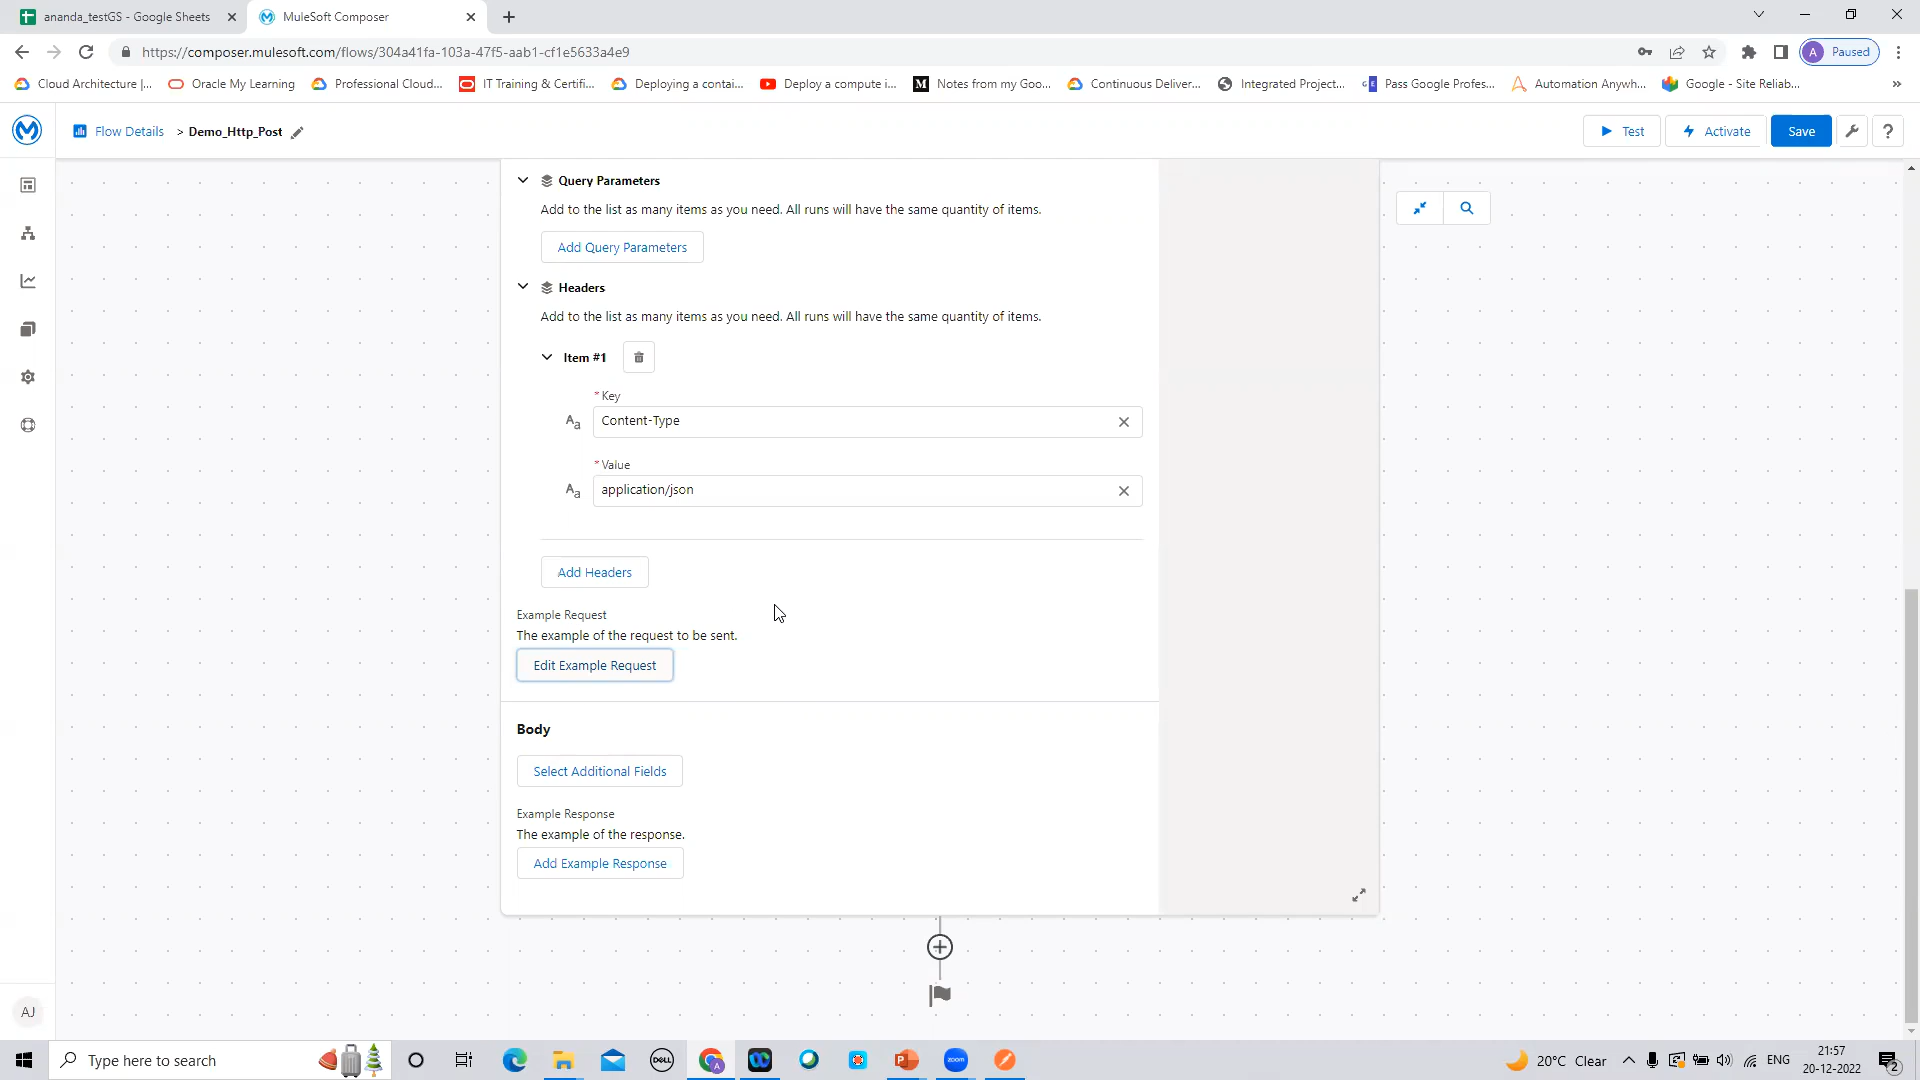 ananda_testGS - Google Sheets
MuleSoft Composer
https://composer.mulesoft.com/flows/304a41fa-103a-47f5-aab1-cf1e5633a4e9
A Paused
Cloud Architecture |...
Oracle My Learning
Professional Cloud...
IT Training & Certifi...
Deploying a contai...
Deploy a compute i...
Notes from my Goo...
Continuous Deliver...
Integrated Project...
Pass Google Profes...
Automation Anywh...
Google - Site Reliab...
»
Flow Details > Demo_Http_Post
Test
Activate
Save
?
Query Parameters
Add to the list as many items as you need. All runs will have the same quantity of items.
Add Query Parameters
Headers
Add to the list as many items as you need. All runs will have the same quantity of items.
Item #1
* Key
Aa Content-Type
* Value
Aa application/json
Add Headers
Example Request
The example of the request to be sent.
Edit Example Request
Body
Select Additional Fields
Example Response
The example of the response.
Add Example Response
AJ
Type here to search
DELL
A
zoom
20°C Clear
ENG
21:57
20-12-2022
2